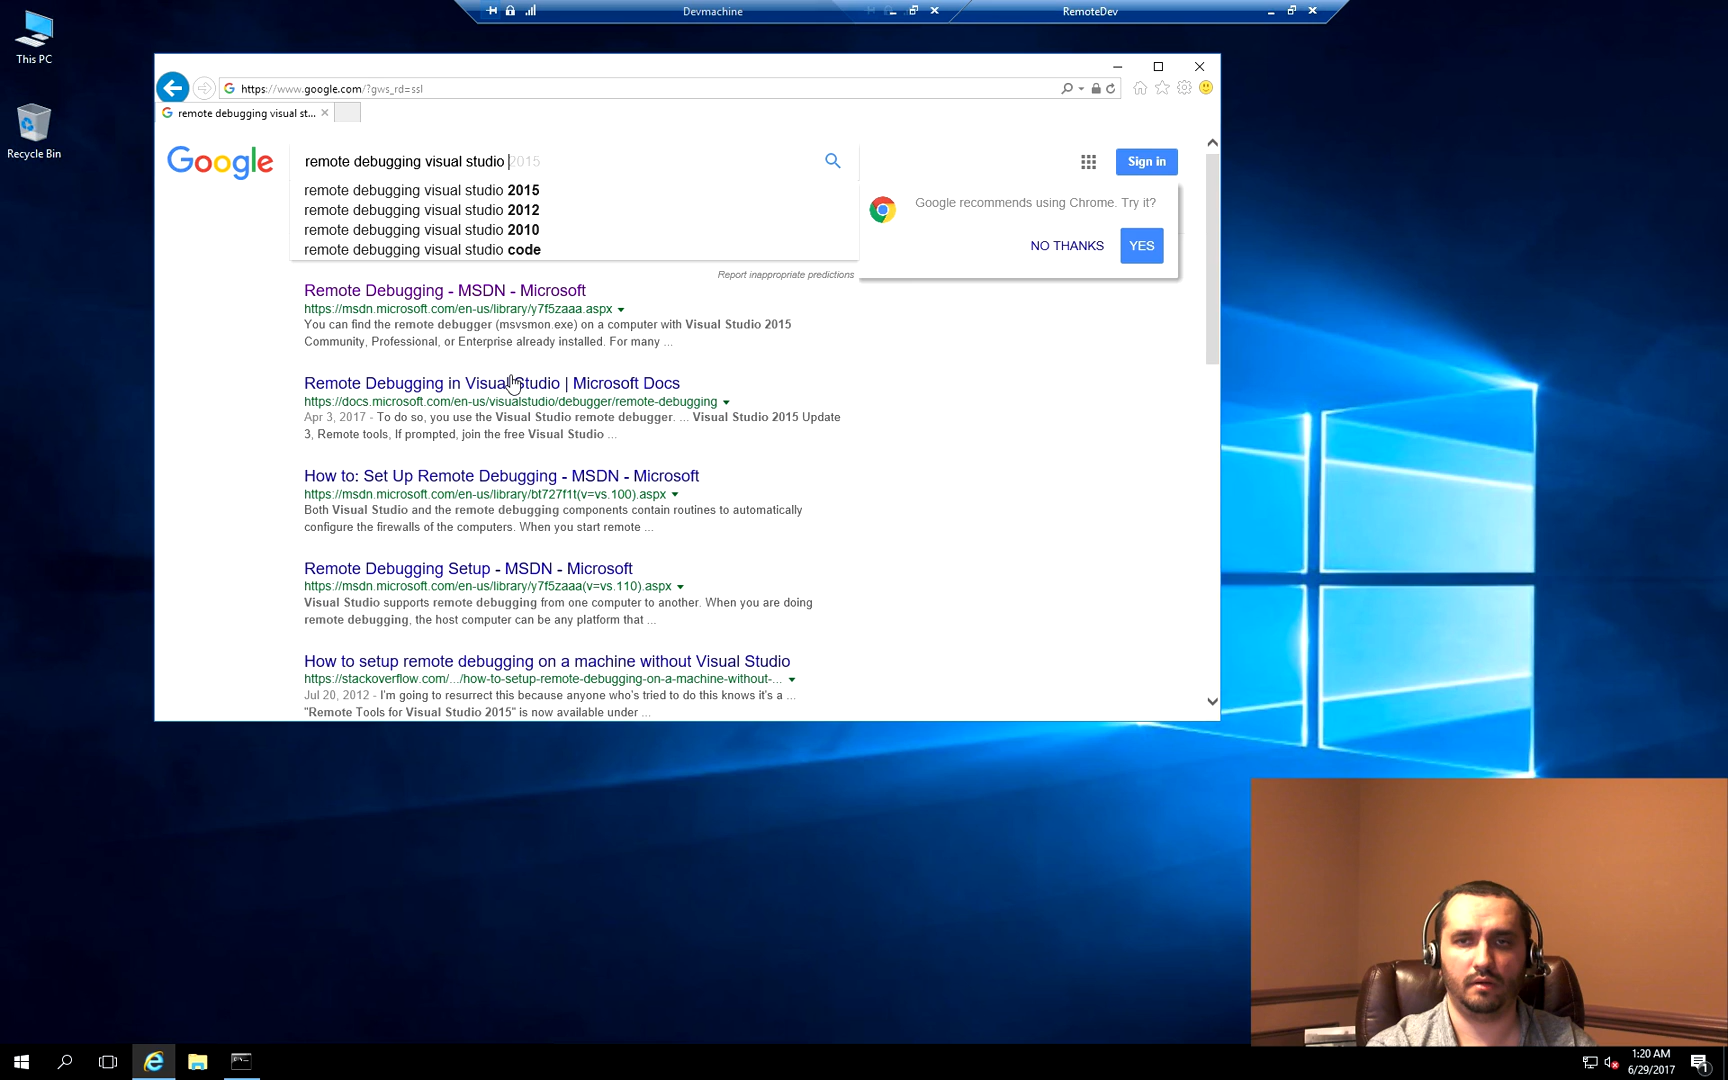 Devmachine
RemoteDev
This PC
Recycle Bin
https://www.google.com/?gws_rd=ssl
remote debugging visual st...
Google
remote debugging visual studio 2015
Sign in
remote debugging visual studio 2015
remote debugging visual studio 2012
remote debugging visual studio 2010
remote debugging visual studio code
Google recommends using Chrome. Try it?
NO THANKS
YES
Report inappropriate predictions
Remote Debugging - MSDN - Microsoft
https://msdn.microsoft.com/en-us/library/y7f5zaaa.aspx
You can find the remote debugger (msvsmon.exe) on a computer with Visual Studio 2015
Community, Professional, or Enterprise already installed. For many ...
Remote Debugging in Visual Studio | Microsoft Docs
https://docs.microsoft.com/en-us/visualstudio/debugger/remote-debugging
Apr 3, 2017 - To do so, you use the Visual Studio remote debugger. ... Visual Studio 2015 Update
3, Remote tools, If prompted, join the free Visual Studio ...
How to: Set Up Remote Debugging - MSDN - Microsoft
https://msdn.microsoft.com/en-us/library/bt727f1t(v=vs.100).aspx
Both Visual Studio and the remote debugging components contain routines to automatically
configure the firewalls of the computers. When you start remote ...
Remote Debugging Setup - MSDN - Microsoft
https://msdn.microsoft.com/en-us/library/y7f5zaaa(v=vs.110).aspx
Visual Studio supports remote debugging from one computer to another. When you are doing
remote debugging, the host computer can be any platform that ...
How to setup remote debugging on a machine without Visual Studio
https://stackoverflow.com/.../how-to-setup-remote-debugging-on-a-machine-without-...
Jul 20, 2012 - I'm going to resurrect this because anyone who's tried to do this knows it's a ...
"Remote Tools for Visual Studio 2015" is now available under ...
1:20 AM
6/29/2017
1